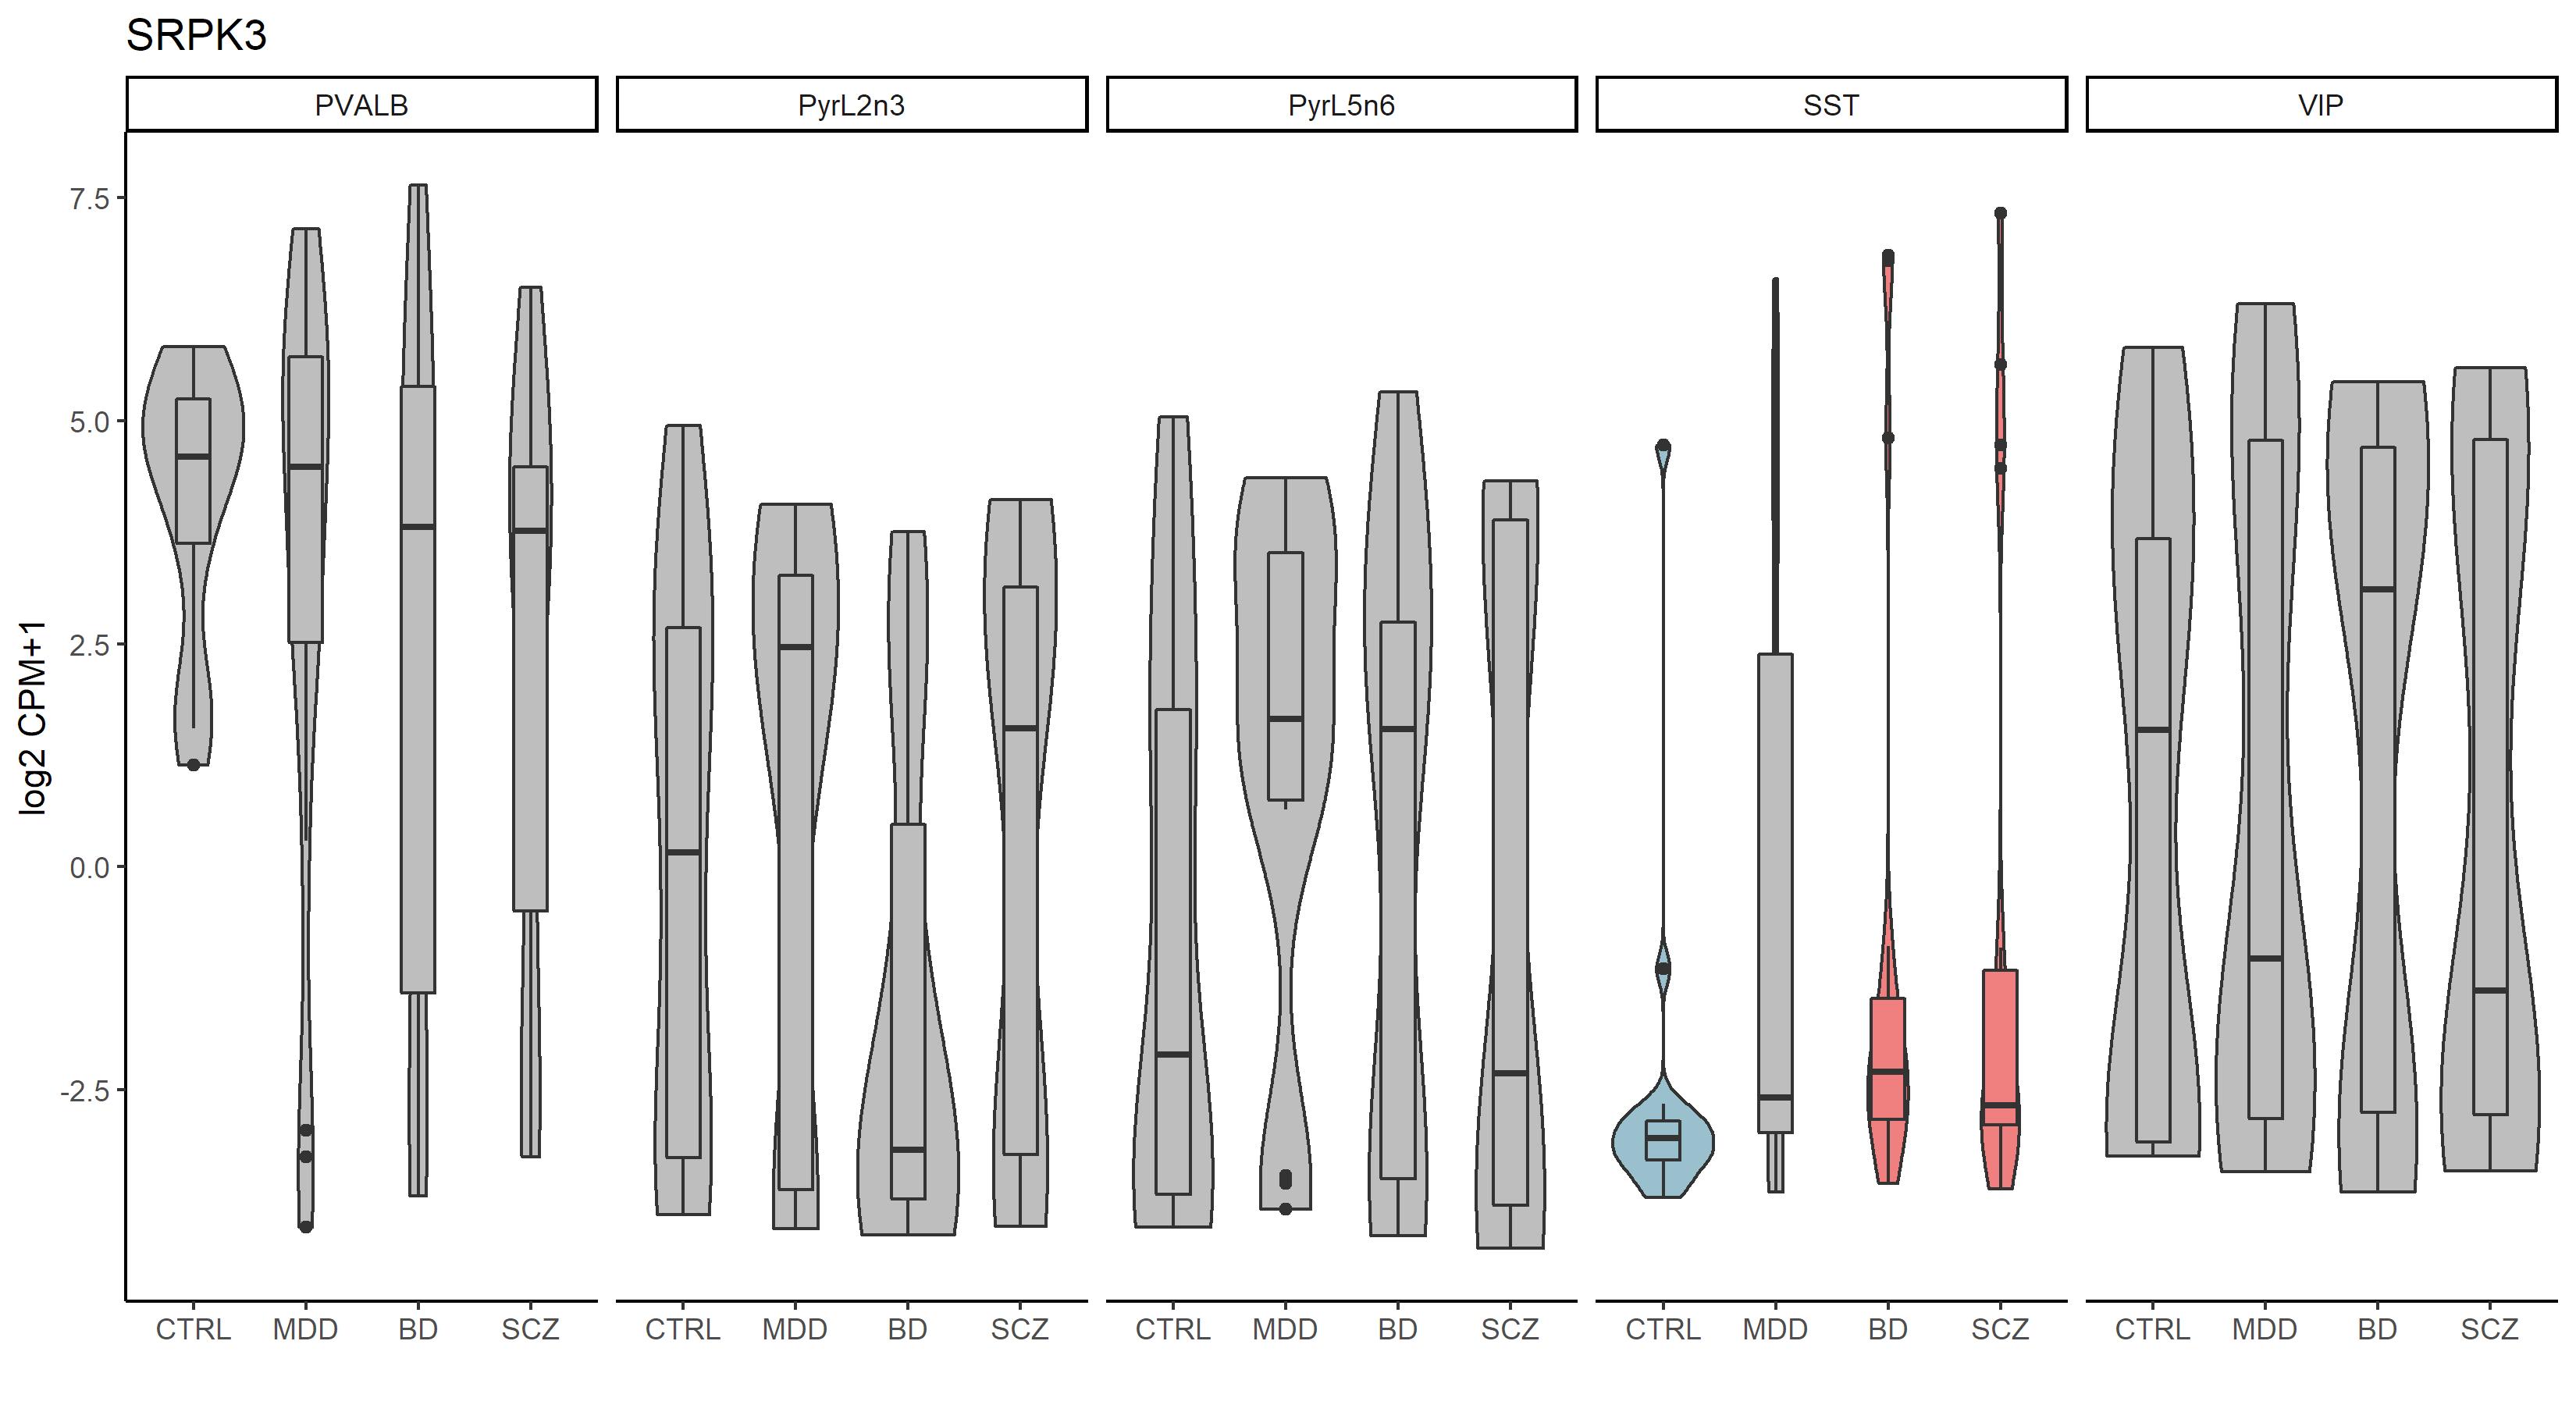 SRPK3
PVALB PyrL2n3 PyrL5n6 SST VIP
log2 CPM+1
7.5
5.0
2.5
0.0
-2.5
CTRL MDD BD SCZ CTRL MDD BD SCZ CTRL MDD BD SCZ CTRL MDD BD SCZ CTRL MDD BD SCZ